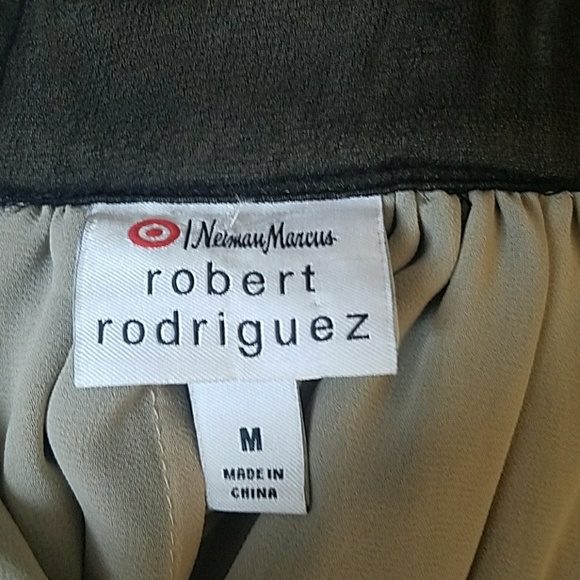 | Neiman Marcus
robert
rodriguez
M
MADE IN
CHINA